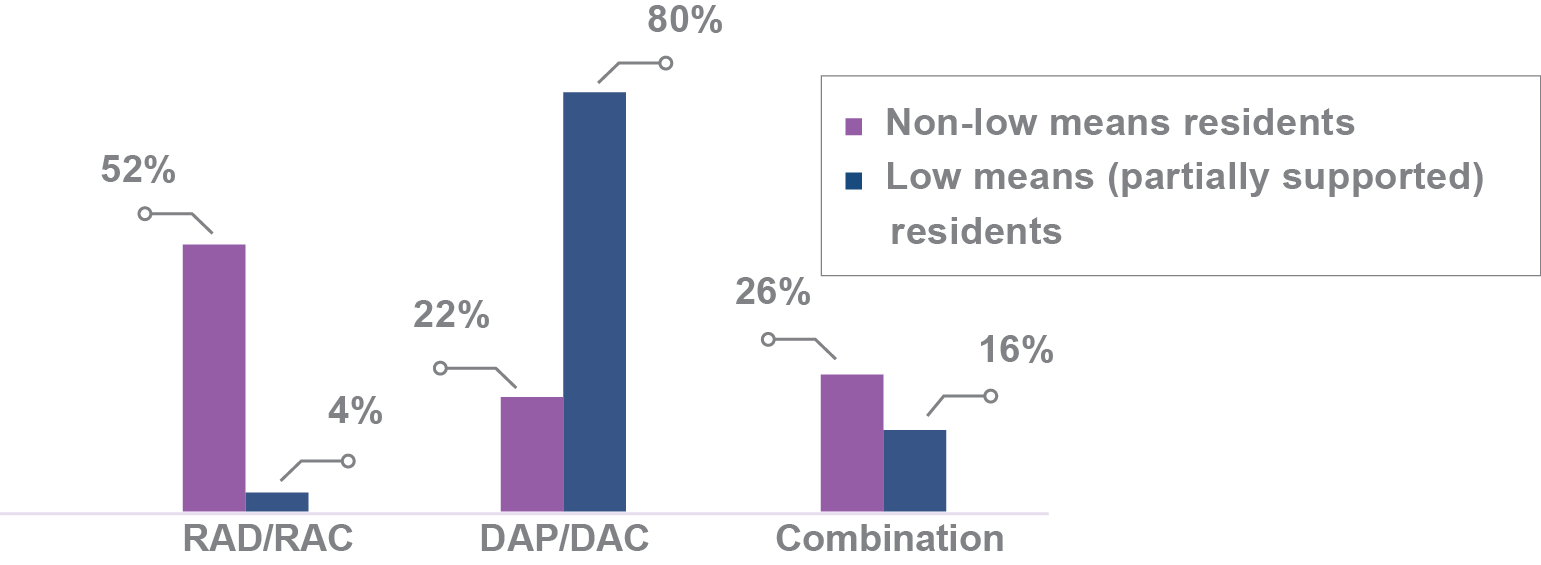 80%
52%
22%
4%
26%
16%
Non-low means residents
Low means (partially supported)
residents
RAD/RAC
DAP/DAC
Combination